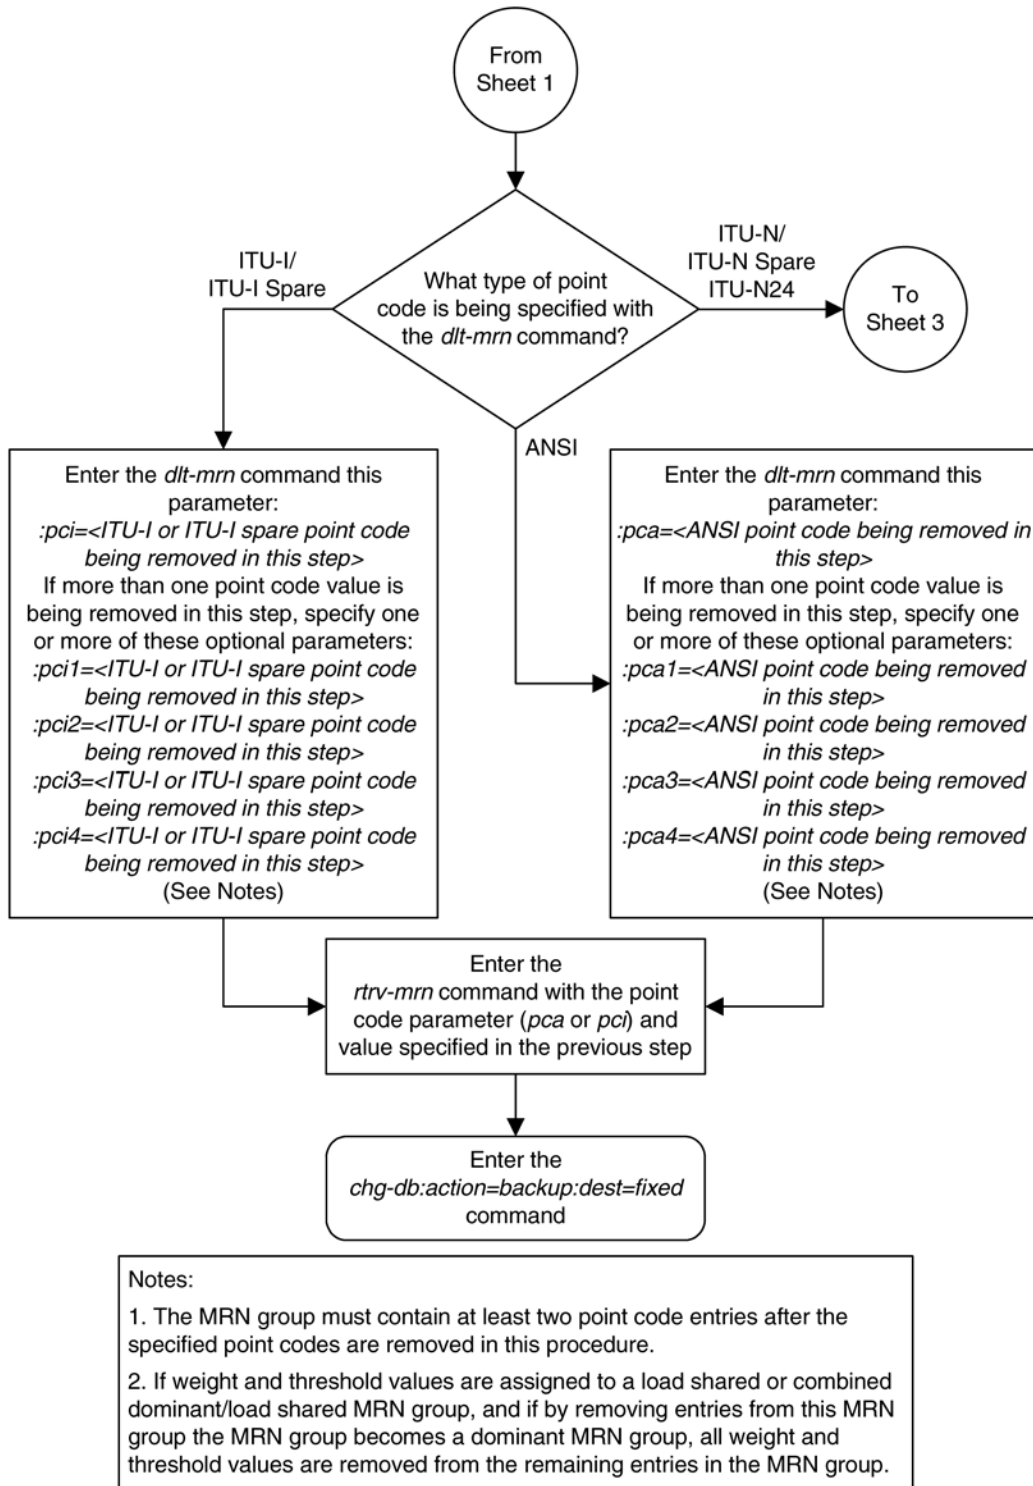 From
Sheet 1
What type of point
code is being specified with
the dlt-mrn command?
ITU-I/
ITU-I Spare
ITU-N/
ITU-N Spare
ITU-N24
To
Sheet 3
ANSI
Enter the dlt-mrn command this
parameter:
:pci=<ITU-I or ITU-I spare point code
being removed in this step>
If more than one point code value is
being removed in this step, specify one
or more of these optional parameters:
:pci1=<ITU-I or ITU-I spare point code
being removed in this step>
:pci2=<ITU-I or ITU-I spare point code
being removed in this step>
:pci3=<ITU-I or ITU-I spare point code
being removed in this step>
:pci4=<ITU-I or ITU-I spare point code
being removed in this step>
(See Notes)
Enter the dlt-mrn command this
parameter:
:pca=<ANSI point code being removed in
this step>
If more than one point code value is
being removed in this step, specify one
or more of these optional parameters:
:pca1=<ANSI point code being removed
in this step>
:pca2=<ANSI point code being removed
in this step>
:pca3=<ANSI point code being removed
in this step>
:pca4=<ANSI point code being removed
in this step>
(See Notes)
Enter the
rtrv-mrn command with the point
code parameter (pca or pci) and
value specified in the previous step
Enter the
chg-db:action=backup:dest=fixed
command
Notes:
1. The MRN group must contain at least two point code entries after the
specified point codes are removed in this procedure.
2. If weight and threshold values are assigned to a load shared or combined
dominant/load shared MRN group, and if by removing entries from this MRN
group the MRN group becomes a dominant MRN group, all weight and
threshold values are removed from the remaining entries in the MRN group.